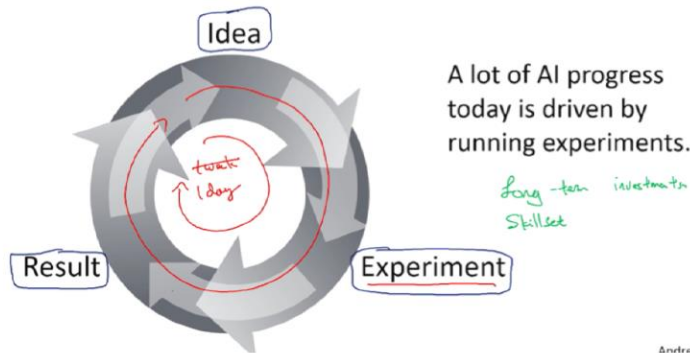 Idea
A lot of AI progress
today is driven by
running experiments.
1 day
Long-term investments
Skillset
Result
Experiment
Andre